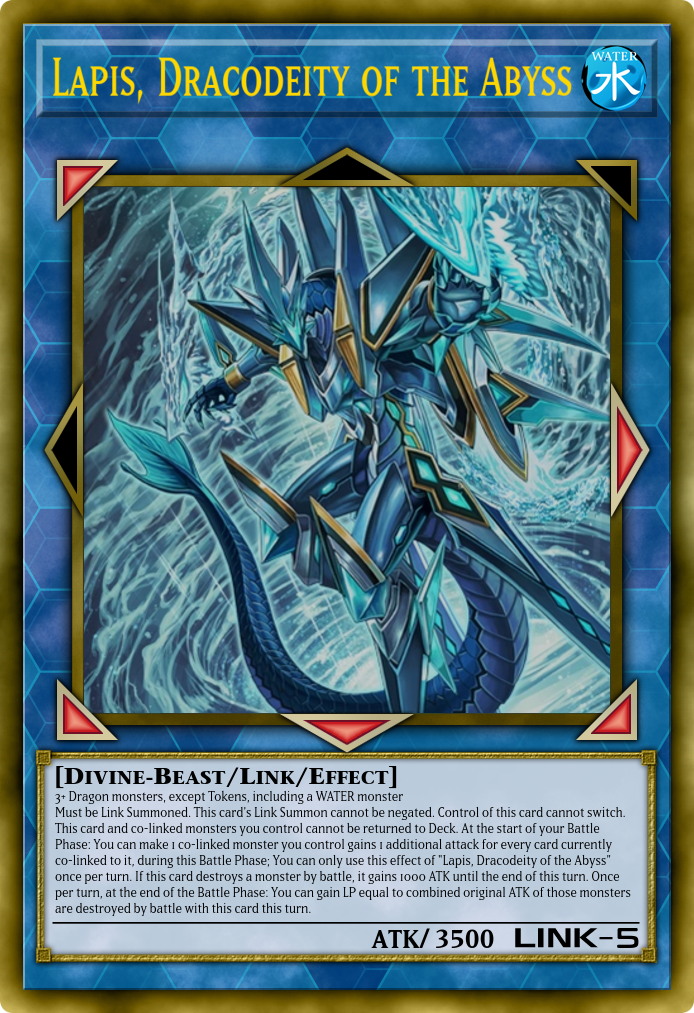 Lapis, Dracodeity of the Abyss
WATER
水
[Divine-Beast/Link/Effect]
3+ Dragon monsters, except Tokens, including a WATER monster
Must be Link Summoned. This card's Link Summon cannot be negated. Control of this card cannot switch.
This card and co-linked monsters you control cannot be returned to Deck. At the start of your Battle
Phase: You can make 1 co-linked monster you control gains 1 additional attack for every card currently
co-linked to it, during this Battle Phase; You can only use this effect of "Lapis, Dracodeity of the Abyss"
once per turn. If this card destroys a monster by battle, it gains 1000 ATK until the end of this turn. Once
per turn, at the end of the Battle Phase: You can gain LP equal to combined original ATK of those monsters
are destroyed by battle with this card this turn.
ATK/ 3500 LINK-5